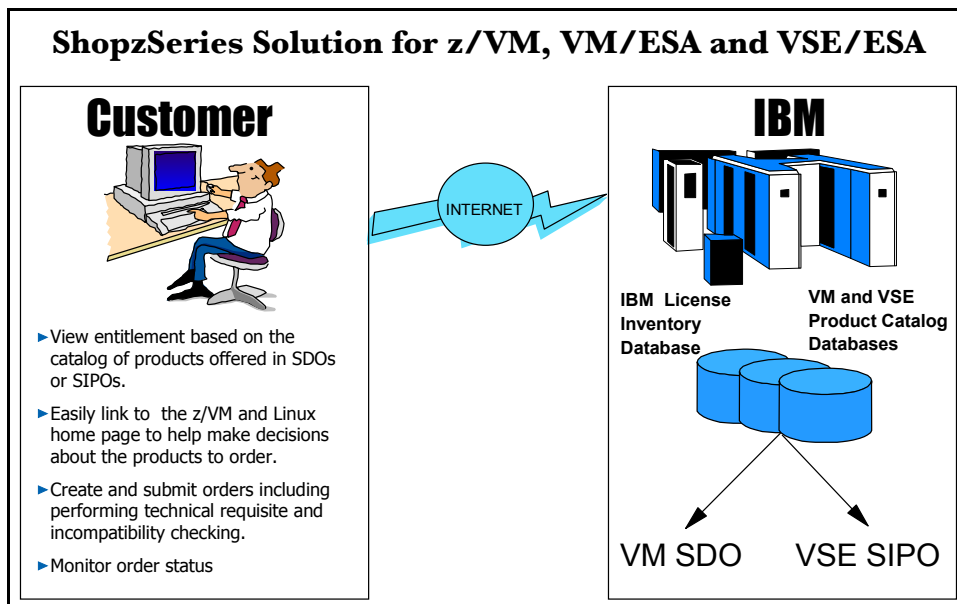 ShopzSeries Solution for z/VM, VM/ESA and VSE/ESA
Customer
►View entitlement based on the
catalog of products offered in SDOs
or SIPOs.
►Easily link to the z/VM and Linux
home page to help make decisions
about the products to order.
►Create and submit orders including
performing technical requisite and
incompatibility checking.
►Monitor order status
INTERNET
IBM
IBM License
Inventory
Database
VM and VSE
Product Catalog
Databases
VM SDO
VSE SIPO